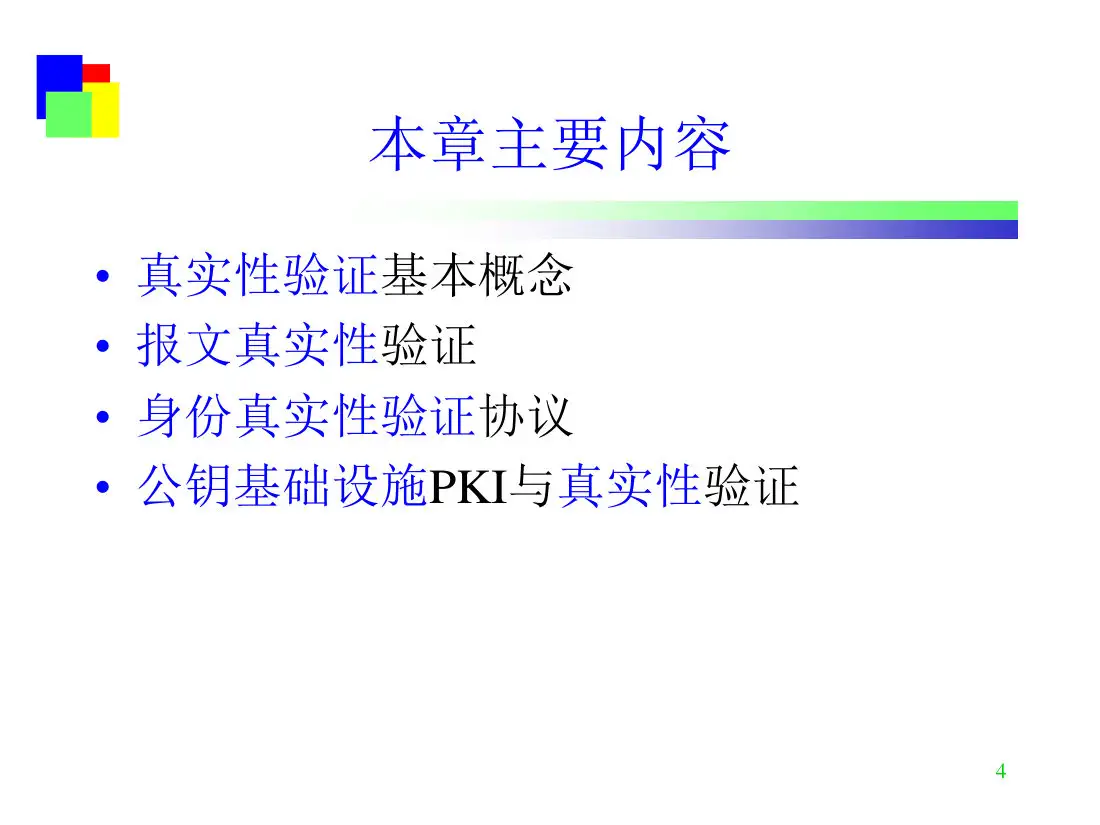 本章主要内容
• 真实性验证基本概念
• 报文真实性验证
• 身份真实性验证协议
• 公钥基础设施PKI与真实性验证
4